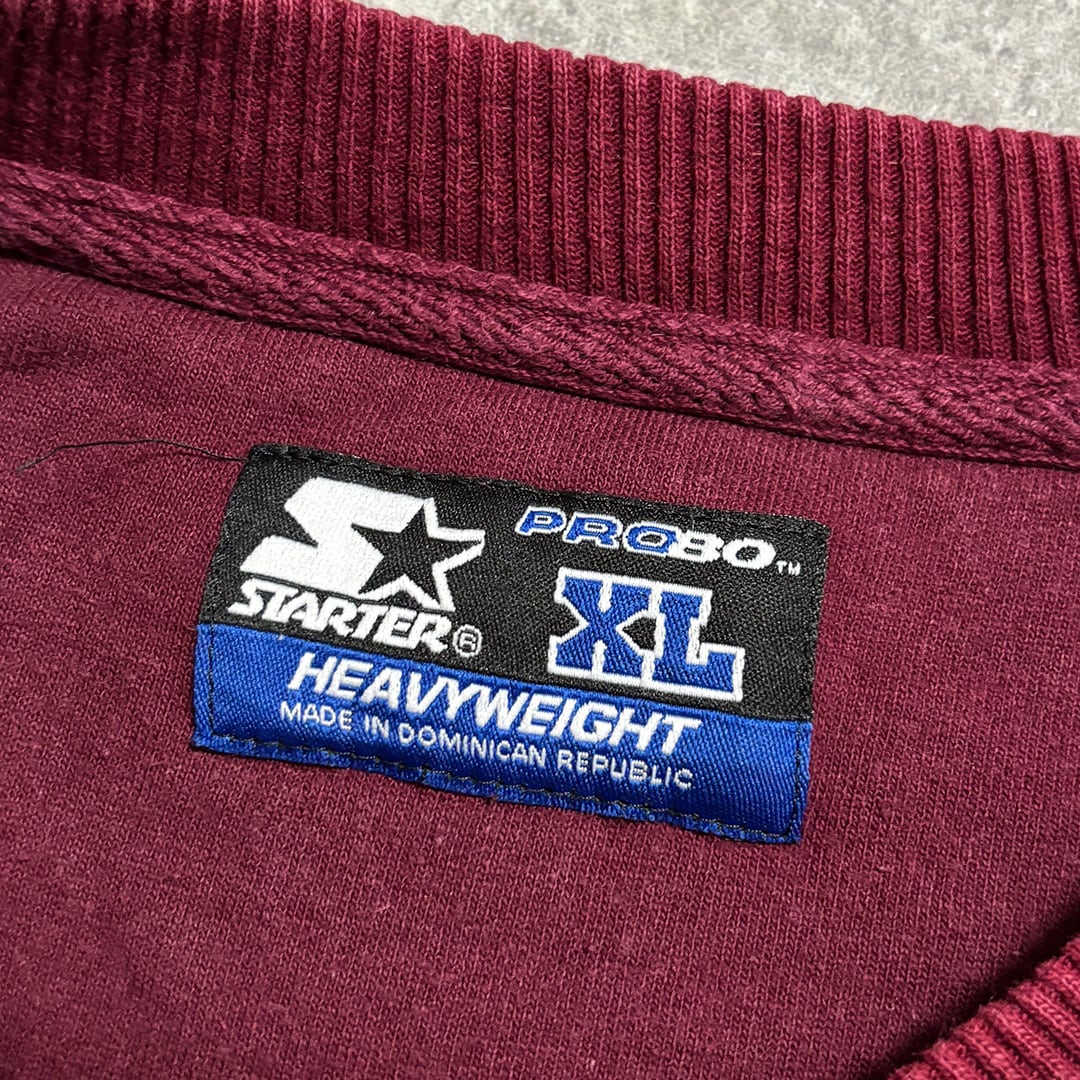 STARTER®
PRO80™
XL
HEAVYWEIGHT
MADE IN DOMINICAN REPUBLIC